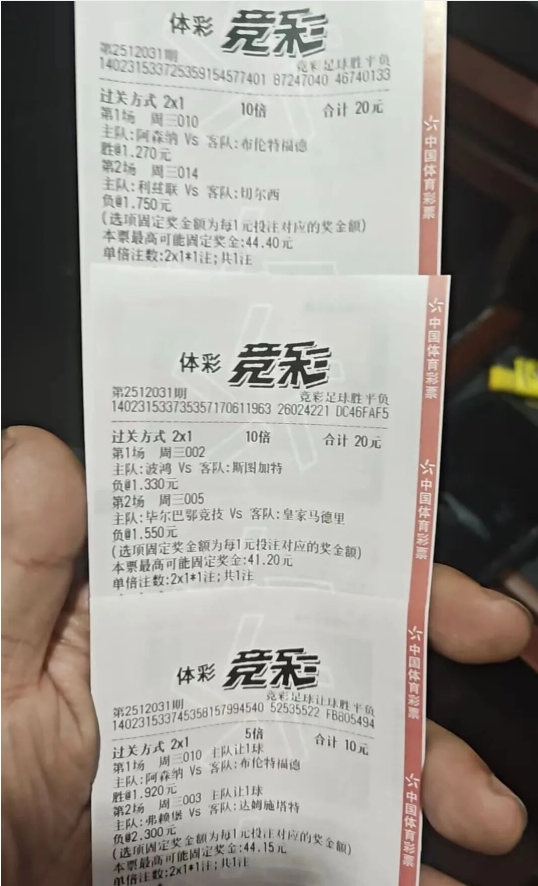 体彩 竞彩
竞彩足球胜平负
第2512031期
140231533725359154577401 B7247040 46740133
过关方式 2x1 10倍 合计 20元
第1场 周三010
主队:阿森纳 Vs 客队:布伦特福德
胜@1.270元
第2场 周三014
主队:利兹联 Vs 客队:切尔西
负@1.750元
(选项固定奖金额为每1元投注对应的奖金额)
本票最高可能固定奖金:44.40元
单倍注数:2x1*1注;共1注
中国体育彩票
体彩 竞彩
第2512031期 竞彩足球胜平负
140231533735357170611963 26024221 DC46FAF5
过关方式 2x1 10倍 合计 20元
第1场 周三002
主队:波鸿 Vs 客队:斯图加特
负@1.330元
第2场 周三005
主队:毕尔巴鄂竞技 Vs 客队:皇家马德里
负@1.550元
(选项固定奖金额为每1元投注对应的奖金额)
本票最高可能固定奖金:41.20元
单倍注数:2x1*1注;共1注
中国体育彩票
中国体育彩票
体彩 竞彩
第2512031期 竞彩足球让球胜平负
140231533745358157994540 52535522 FB805494
过关方式 2x1 5倍 合计 10元
第1场 周三010 主队让1球
主队:阿森纳 Vs 客队:布伦特福德
胜@1.920元
第2场 周三003 主队让1球
主队:弗赖堡 Vs 客队:达姆施塔特
负@2.300元
(选项固定奖金额为每1元投注对应的奖金额)
本票最高可能固定奖金:44.15元
单倍注数:2x1*1注;共1注
中国体育彩票
中国体育彩票